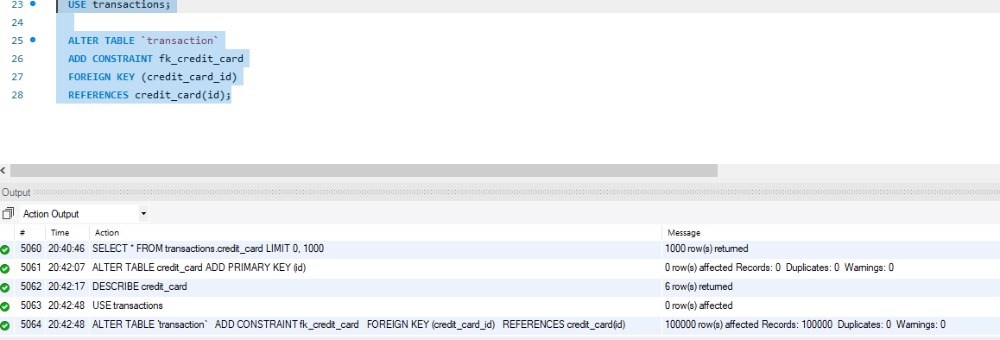 23 USE transactions;
24
25 ALTER TABLE `transaction`
26 ADD CONSTRAINT fk_credit_card
27 FOREIGN KEY (credit_card_id)
28 REFERENCES credit_card(id);
Output
Action Output
# Time Action Message
5060 20:40:46 SELECT * FROM transactions.credit_card LIMIT 0, 1000 1000 row(s) returned
5061 20:42:07 ALTER TABLE credit_card ADD PRIMARY KEY (id) 0 row(s) affected Records: 0 Duplicates: 0 Warnings: 0
5062 20:42:17 DESCRIBE credit_card 6 row(s) returned
5063 20:42:48 USE transactions 0 row(s) affected
5064 20:42:48 ALTER TABLE `transaction` ADD CONSTRAINT fk_credit_card FOREIGN KEY (credit_card_id) REFERENCES credit_card(id) 100000 row(s) affected Records: 100000 Duplicates: 0 Warnings: 0